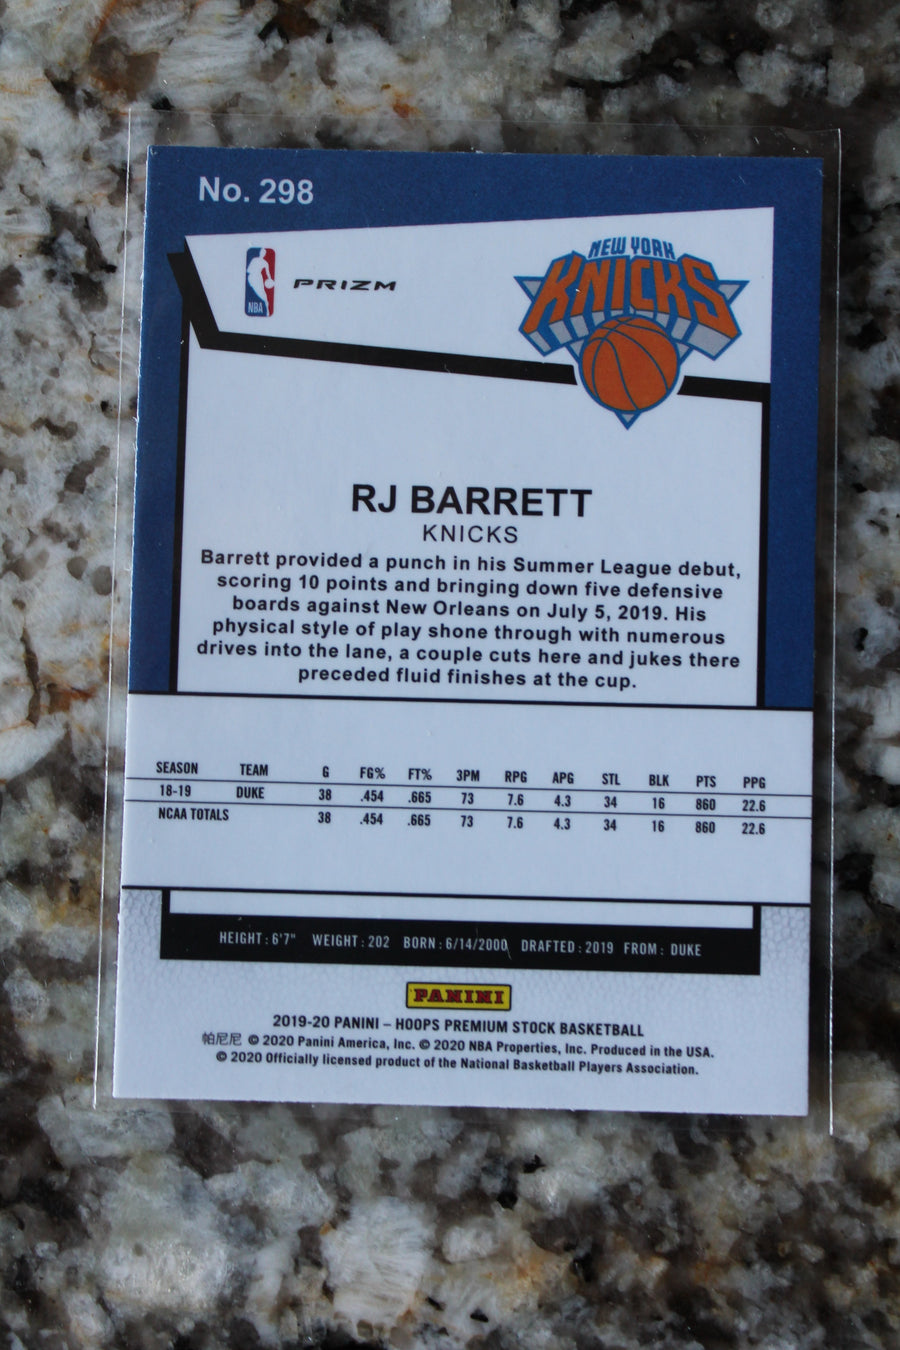 No. 298
NBA
PRIZM
NEW YORK
KNICKS
RJ BARRETT
KNICKS
Barrett provided a punch in his Summer League debut,
scoring 10 points and bringing down five defensive
boards against New Orleans on July 5, 2019. His
physical style of play shone through with numerous
drives into the lane, a couple cuts here and jukes there
preceded fluid finishes at the cup.
SEASON TEAM G FG% FT% 3PM RPG APG STL BLK PTS PPG
18-19 DUKE 38 .454 .665 73 7.6 4.3 34 16 860 22.6
NCAA TOTALS 38 .454 .665 73 7.6 4.3 34 16 860 22.6
HEIGHT: 6'7" WEIGHT: 202 BORN: 6/14/2000 DRAFTED: 2019 FROM: DUKE
PANINI
2019-20 PANINI – HOOPS PREMIUM STOCK BASKETBALL
帕尼尼 © 2020 Panini America, Inc. © 2020 NBA Properties, Inc. Produced in the USA.
© 2020 Officially licensed product of the National Basketball Players Association.